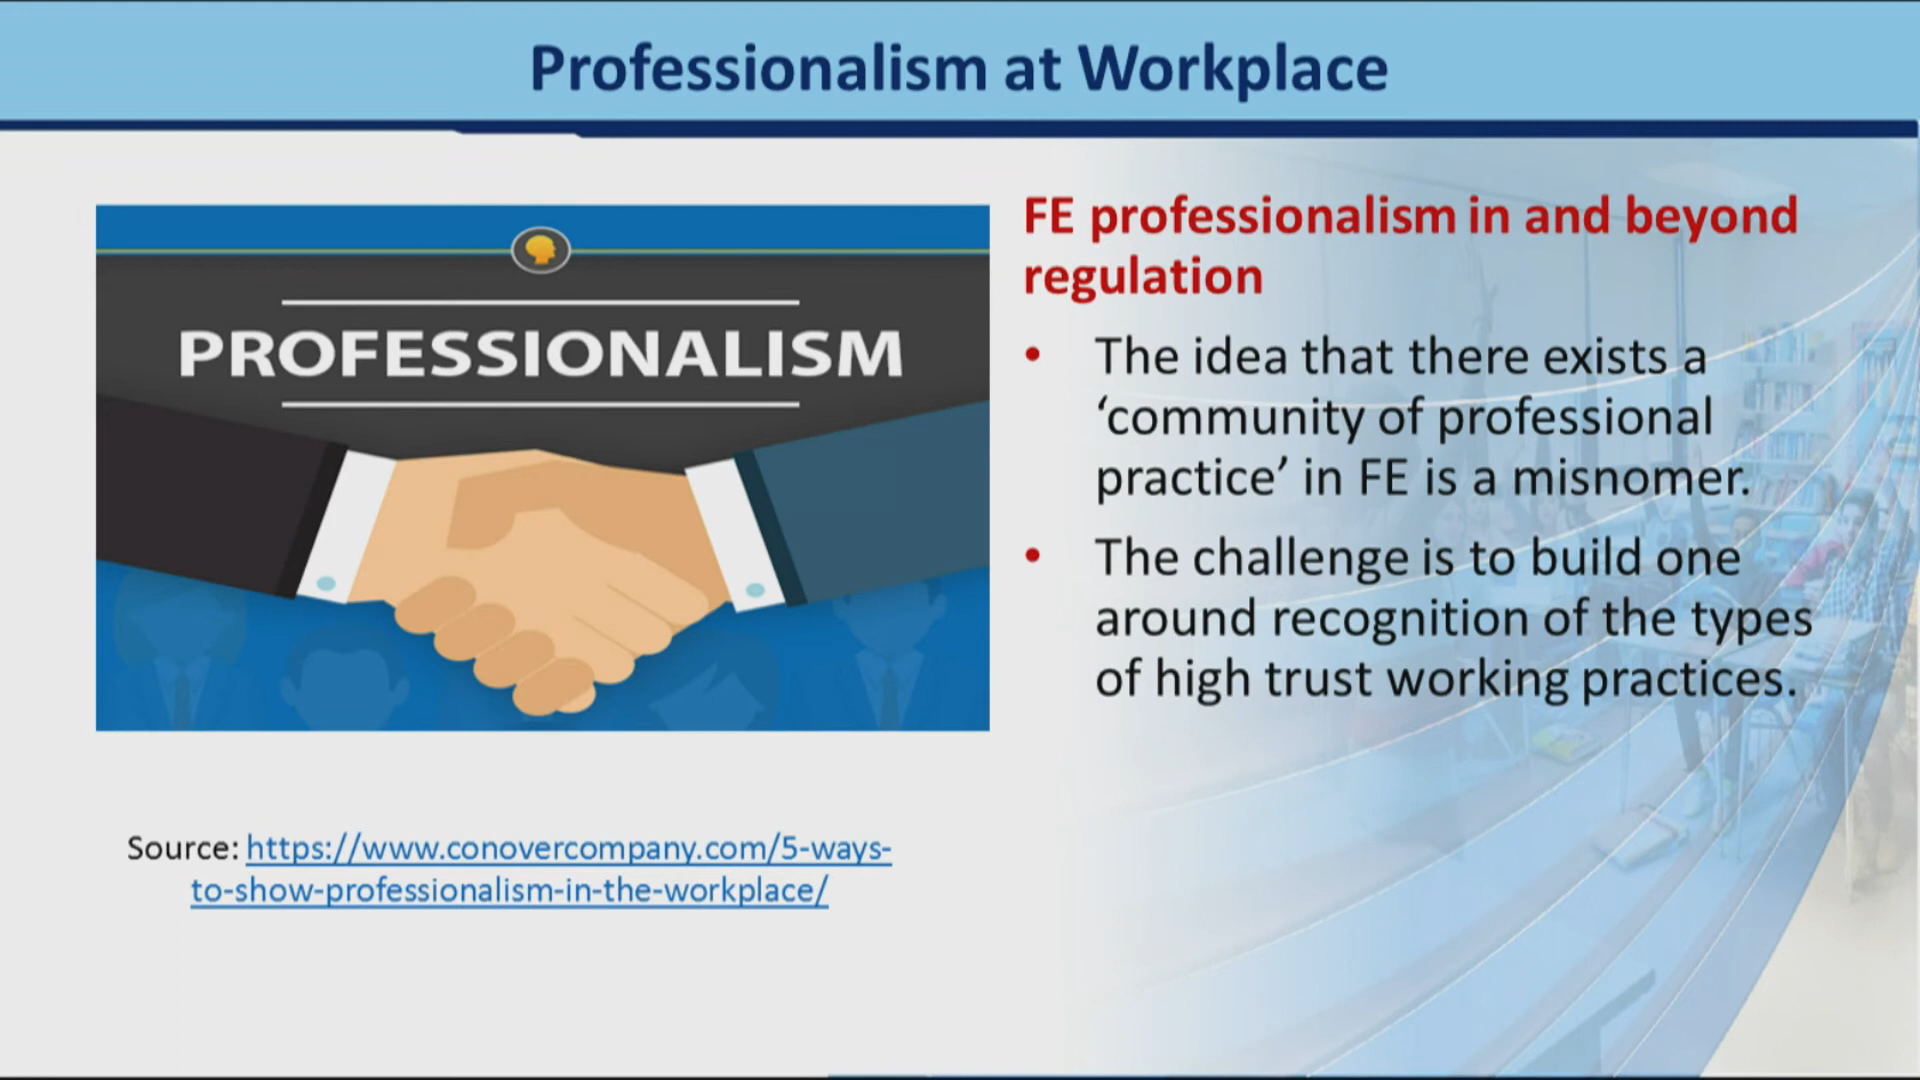 Professionalism at Workplace
PROFESSIONALISM
Source: https://www.conovercompany.com/5-ways-
to-show-professionalism-in-the-workplace/
FE professionalism in and beyond
regulation
• The idea that there exists a
‘community of professional
practice’ in FE is a misnomer.
• The challenge is to build one
around recognition of the types
of high trust working practices.